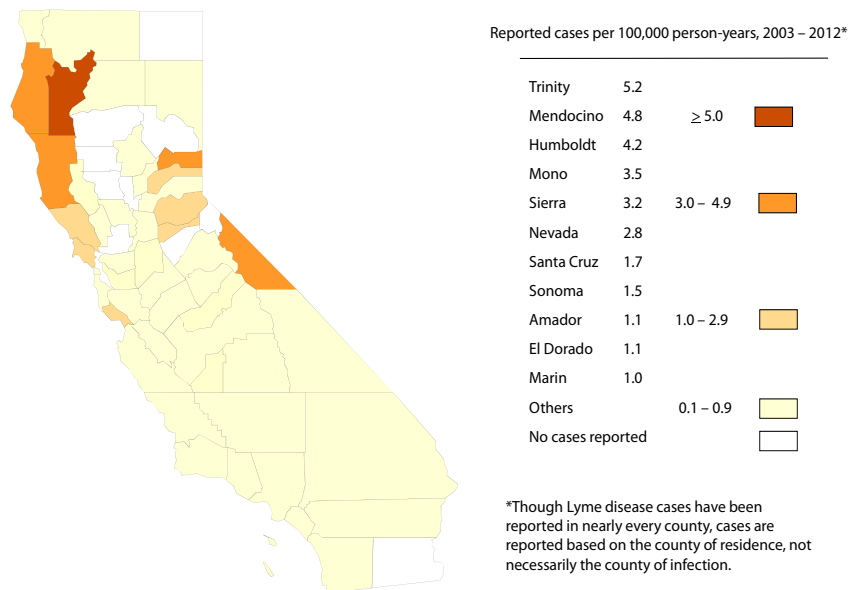 Reported cases per 100,000 person-years, 2003 – 2012*
Trinity 5.2
Mendocino 4.8 ≥ 5.0
Humboldt 4.2
Mono 3.5
Sierra 3.2 3.0 – 4.9
Nevada 2.8
Santa Cruz 1.7
Sonoma 1.5
Amador 1.1 1.0 – 2.9
El Dorado 1.1
Marin 1.0
Others 0.1 – 0.9
No cases reported
*Though Lyme disease cases have been
reported in nearly every county, cases are
reported based on the county of residence, not
necessarily the county of infection.